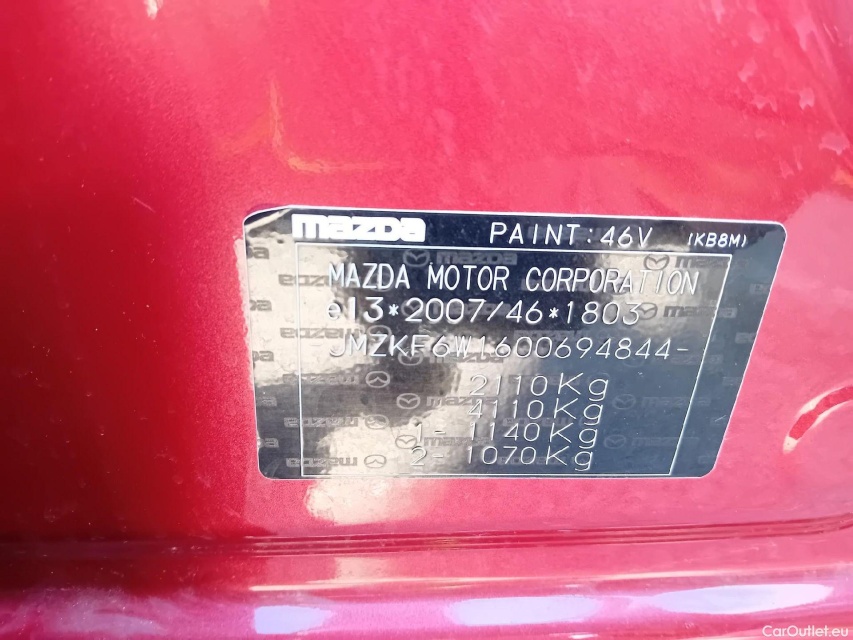 mazda PAINT:46V (KB8M)
MAZDA MOTOR CORPORATION
e13*2007/46*1803
JMZKF6W1600694844-
2110Kg
4110Kg
1- 1140Kg
2- 1070Kg
CarOutlet.eu